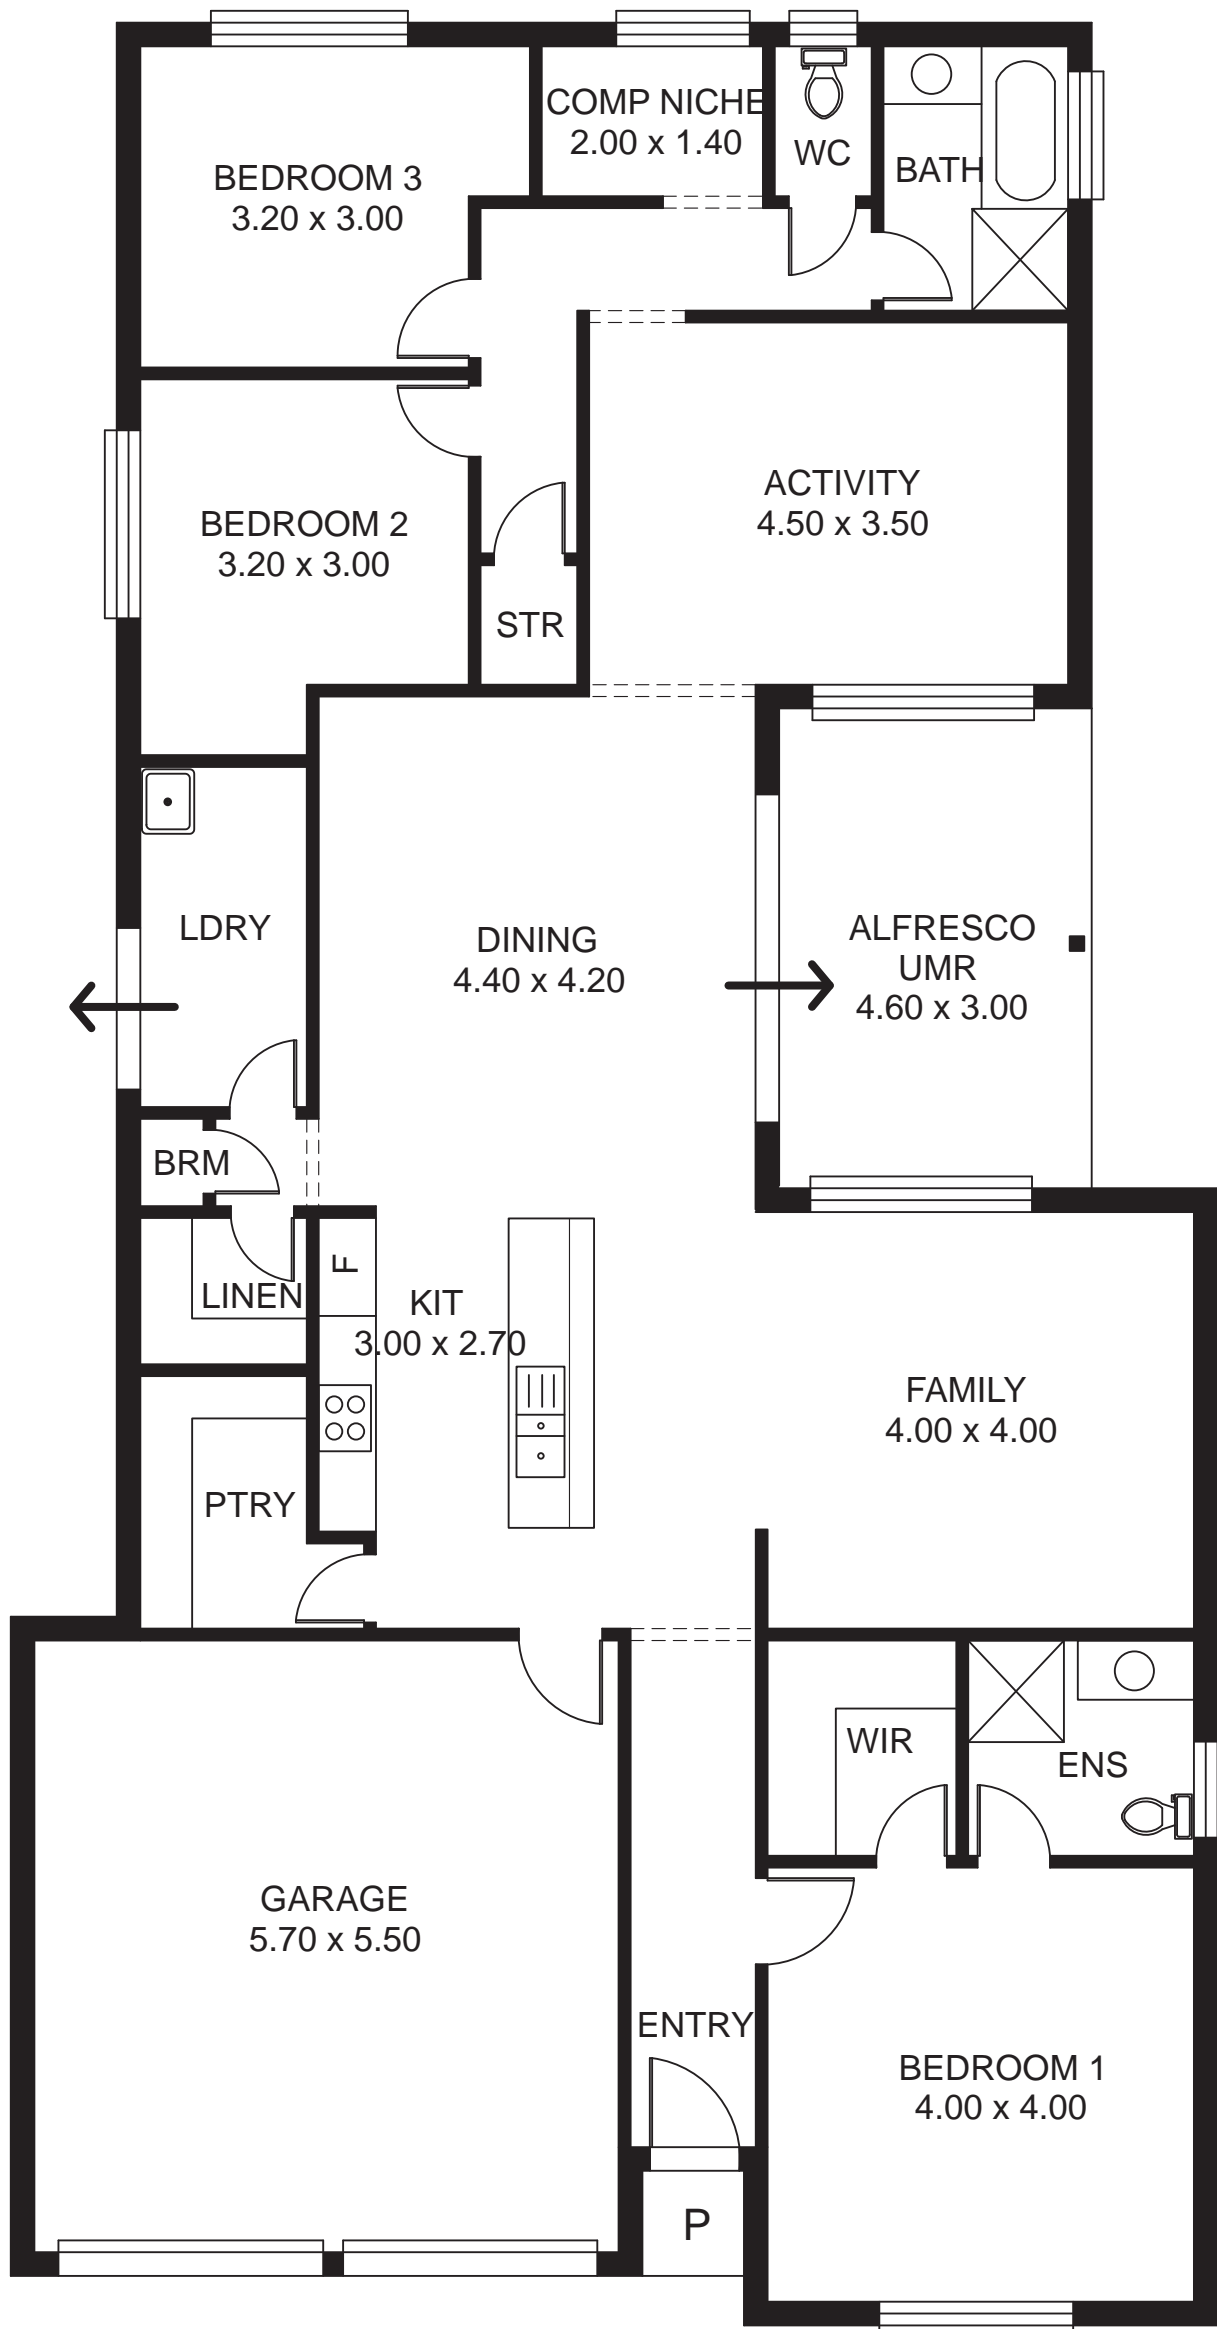 COMP NICHE
2.00 x 1.40
WC
BATH
BEDROOM 3
3.20 x 3.00
ACTIVITY
4.50 x 3.50
BEDROOM 2
3.20 x 3.00
STR
LDRY
DINING
4.40 x 4.20
ALFRESCO
UMR
4.60 x 3.00
BRM
LINEN
F
KIT
3.00 x 2.70
FAMILY
4.00 x 4.00
PTRY
WIR
ENS
GARAGE
5.70 x 5.50
ENTRY
BEDROOM 1
4.00 x 4.00
P